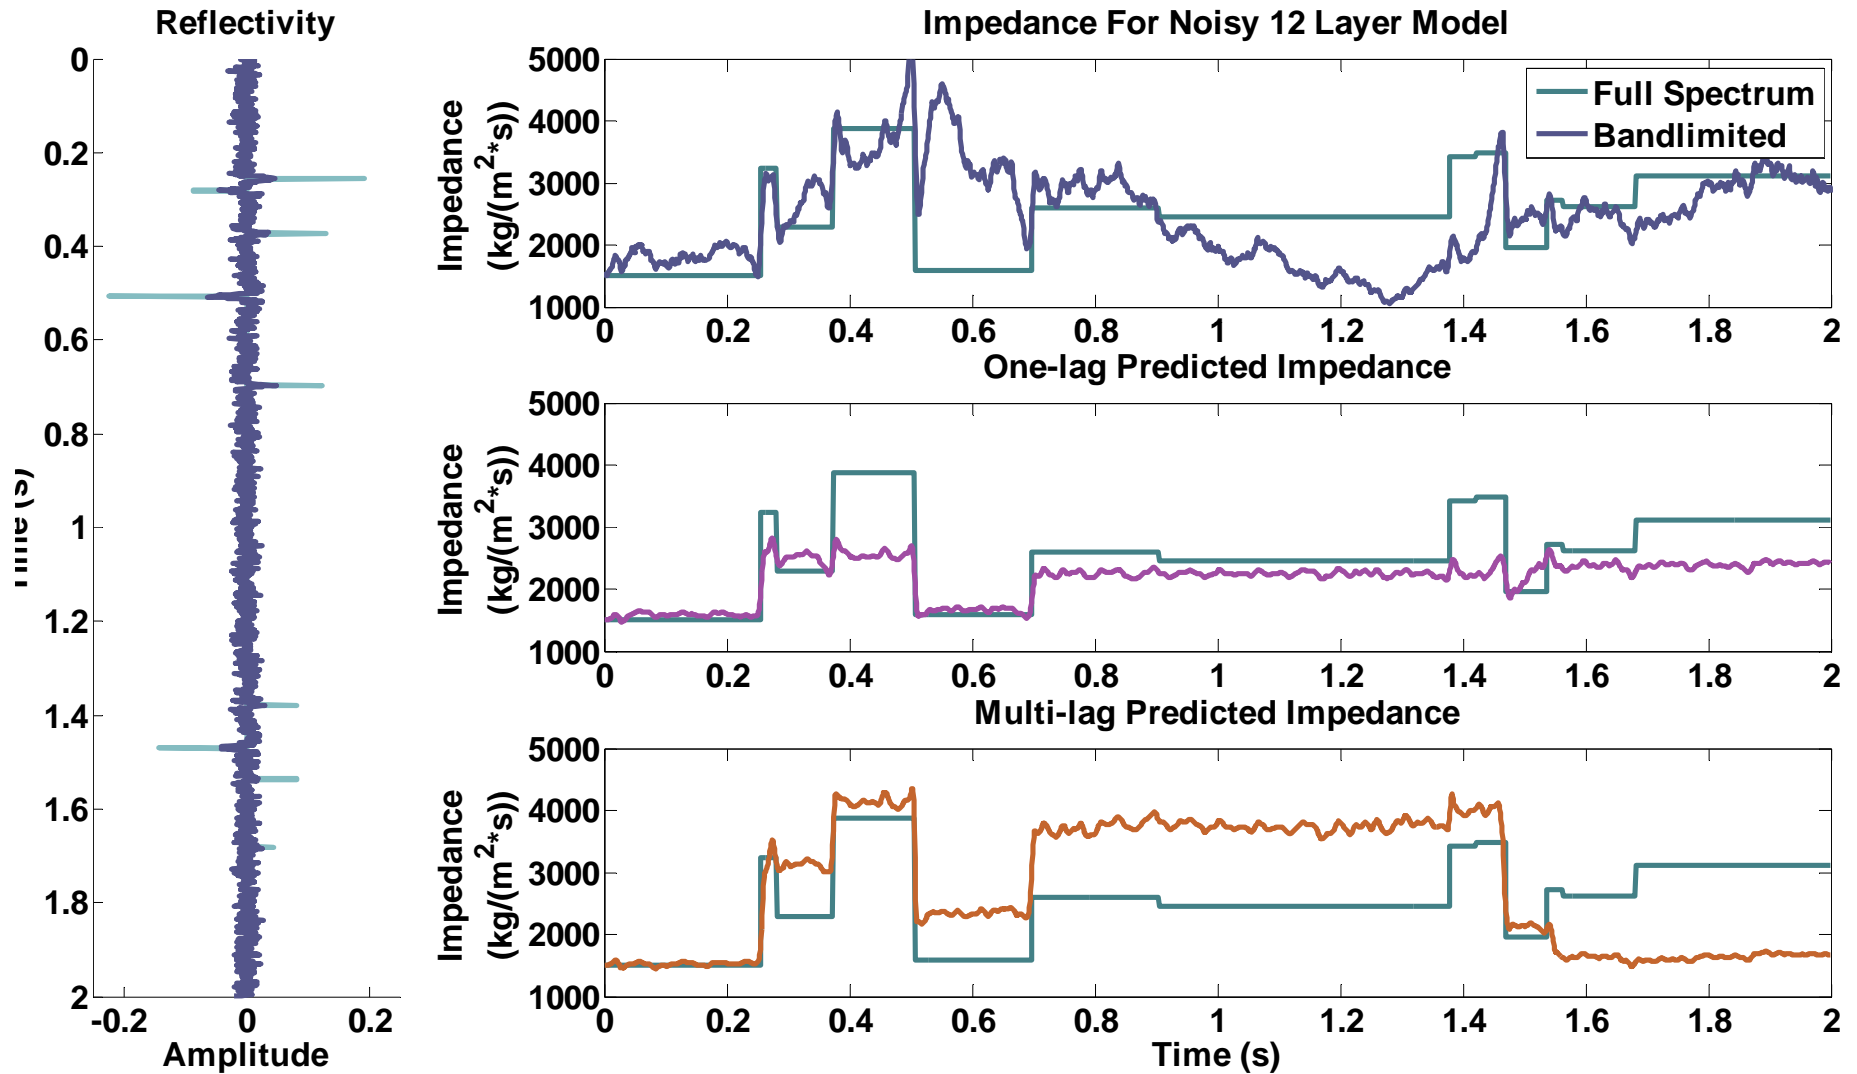 Reflectivity
0
0.2
0.4
0.6
0.8
1
1.2
1.4
1.6
1.8
2
-0.2 0 0.2
Amplitude
Time (s)
Impedance For Noisy 12 Layer Model
Impedance
(kg/(m2*s))
5000
4000
3000
2000
1000
Full Spectrum
Bandlimited
0 0.2 0.4 0.6 0.8 1 1.2 1.4 1.6 1.8 2
One-lag Predicted Impedance
Impedance
(kg/(m2*s))
5000
4000
3000
2000
1000
0 0.2 0.4 0.6 0.8 1 1.2 1.4 1.6 1.8 2
Multi-lag Predicted Impedance
Impedance
(kg/(m2*s))
5000
4000
3000
2000
1000
0 0.2 0.4 0.6 0.8 1 1.2 1.4 1.6 1.8 2
Time (s)